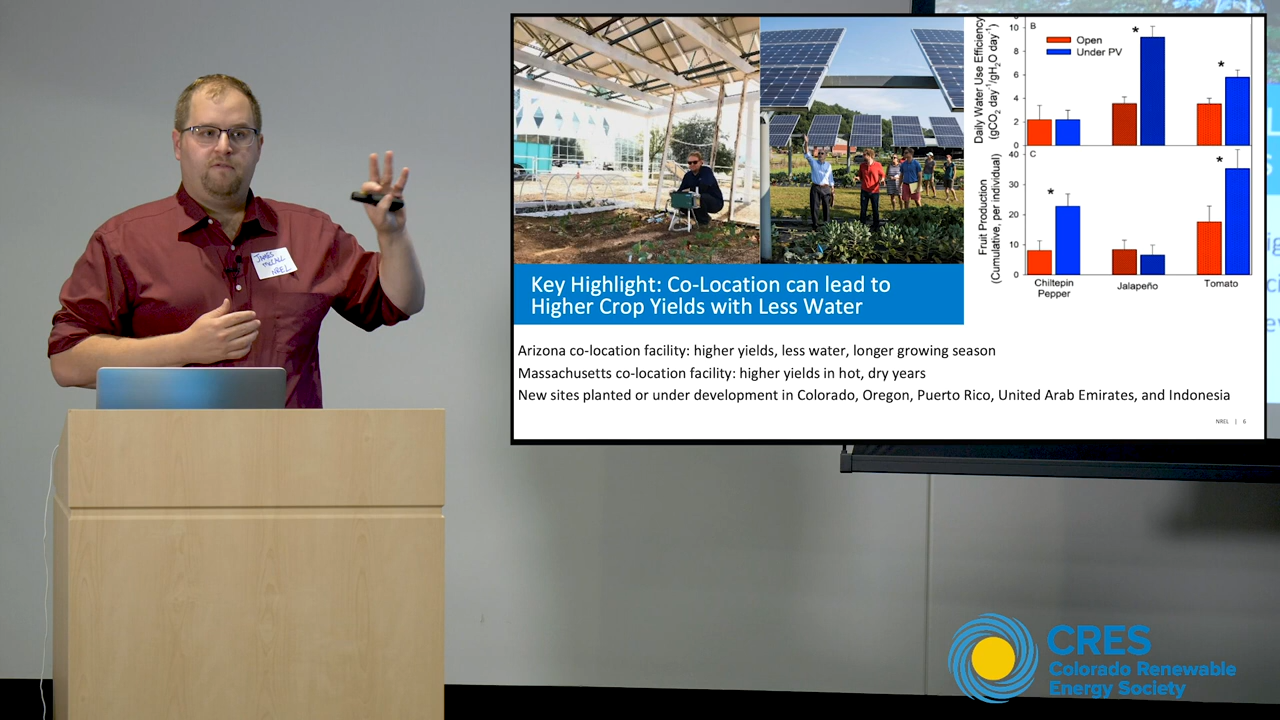 JAMES
McCALL
NREL
B
Open
Under PV
*
*
Daily Water Use Efficiency
(gCO2 day-1/gH2O day-1)
10
8
6
4
2
C
*
*
Fruit Production
(Cumulative, per individual)
40
30
20
10
0
Chiltepin
Pepper
Jalapeño
Tomato
Key Highlight: Co-Location can lead to
Higher Crop Yields with Less Water
Arizona co-location facility: higher yields, less water, longer growing season
Massachusetts co-location facility: higher yields in hot, dry years
New sites planted or under development in Colorado, Oregon, Puerto Rico, United Arab Emirates, and Indonesia
NREL | 6
CRES
Colorado Renewable
Energy Society